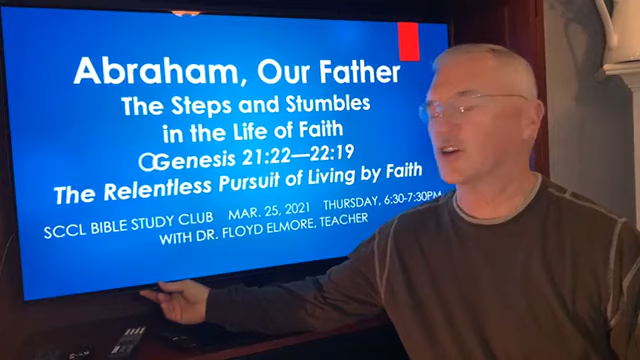 Abraham, Our Father
The Steps and Stumbles
in the Life of Faith
Genesis 21:22—22:19
The Relentless Pursuit of Living by Faith
SCCL BIBLE STUDY CLUB MAR. 25, 2021 THURSDAY, 6:30-7:30PM
WITH DR. FLOYD ELMORE, TEACHER